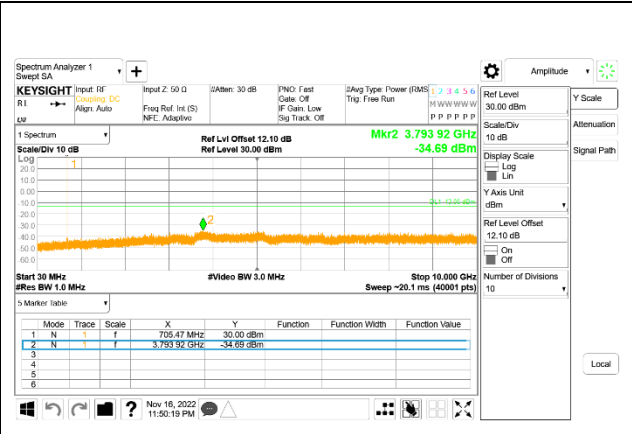 Spectrum Analyzer 1
Swept SA
+
Amplitude
KEYSIGHT
Input: RF
Input Z: 50 Ω
#Atten: 30 dB
PNO: Fast
#Avg Type: Power (RMS
1 2 3 4 5 6
RL
Coupling: DC
Gate: Off
Trig: Free Run
Align: Auto
Freq Ref: Int (S)
IF Gain: Low
M W W W W W
NFE: Adaptive
Sig Track: Off
P P P P P P
1 Spectrum
Ref Lvl Offset 12.10 dB
Mkr2 3.793 92 GHz
Scale/Div 10 dB
Ref Level 30.00 dBm
-34.69 dBm
Log
1
20.0
10.0
0.00
-10.0
DL1 -13.00 dBm
-20.0
-30.0
2
-40.0
-50.0
-60.0
Start 30 MHz
#Video BW 3.0 MHz
Stop 10.000 GHz
#Res BW 1.0 MHz
Sweep ~20.1 ms (40001 pts)
5 Marker Table
Mode Trace Scale X Y Function Function Width Function Value
1 N 1 f 705.47 MHz 30.00 dBm
2 N 1 f 3.793 92 GHz -34.69 dBm
3
4
5
6
Ref Level
30.00 dBm
Scale/Div
10 dB
Display Scale
Log
Lin
Y Axis Unit
dBm
Ref Level Offset
12.10 dB
On
Off
Number of Divisions
10
Y Scale
Attenuation
Signal Path
Local
?
Nov 16, 2022
11:50:19 PM